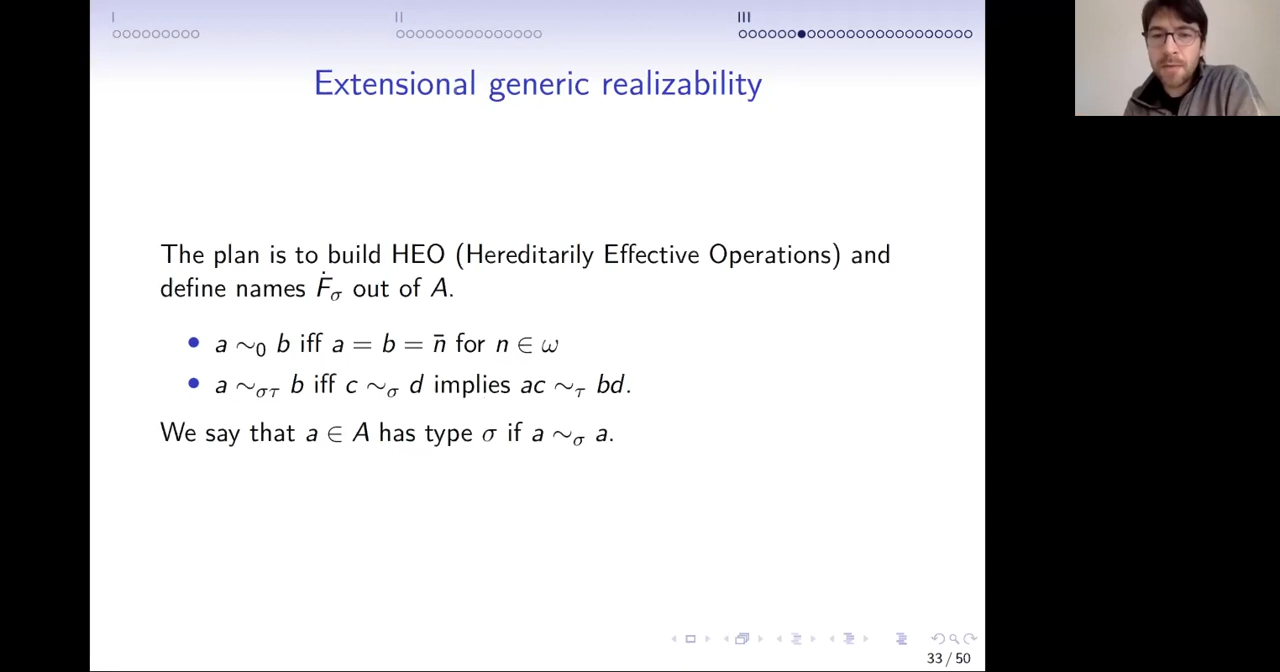 I II III
Extensional generic realizability
The plan is to build HEO (Hereditarily Effective Operations) and
define names Ḟ_σ out of A.
• a ∼₀ b iff a = b = n̄ for n ∈ ω
• a ∼_στ b iff c ∼_σ d implies ac ∼_τ bd.
We say that a ∈ A has type σ if a ∼_σ a.
33 / 50